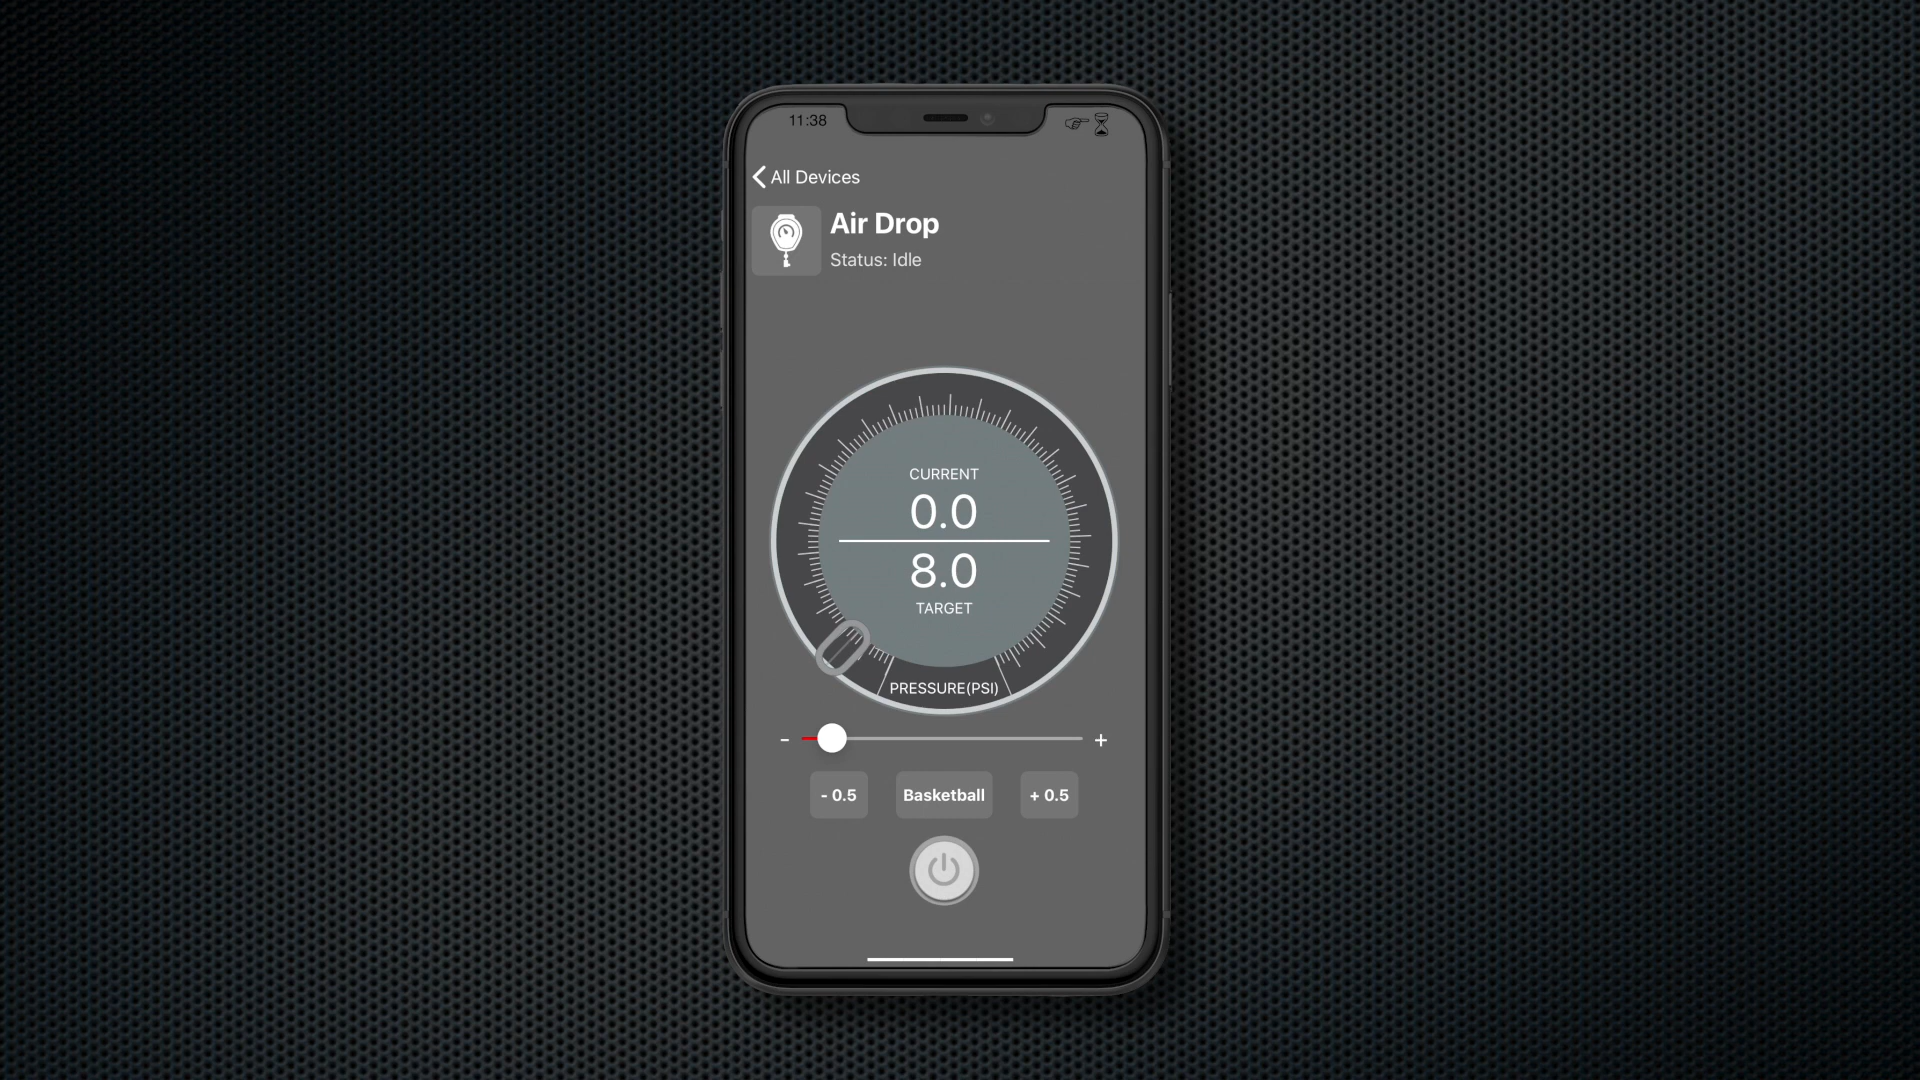 11:38
All Devices
Air Drop
Status: Idle
CURRENT
0.0
8.0
TARGET
PRESSURE(PSI)
- +
- 0.5 Basketball + 0.5